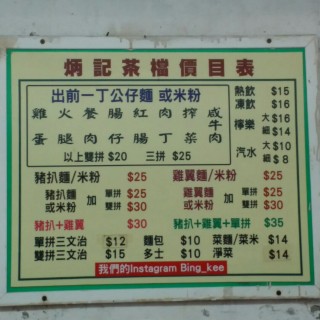 炳記茶檔價目表
出前一丁公仔麵 或米粉
雞 火 餐 腸 紅 肉 搾 咸牛
蛋 腿 肉 仔 腸 丁 菜 肉
以上雙拼 $20 三拼 $25
熱飲 $15
凍飲 $16
檸樂 大 $16
細 $14
汽水 大 $10
細 $8
豬扒麵/米粉 $25 雞翼麵/米粉 $25
豬扒麵或米粉 加 單拼 $25 雙拼 $30
雞翼麵或米粉 加 單拼 $25 雙拼 $30
豬扒+雞翼 $30 豬扒+雞翼+單拼 $35
單拼三文治 $12 麵包 $10 菜麵/菜米 $14
雙拼三文治 $15 多士 $10 淨菜 $14
我們的Instagram Bing_kee